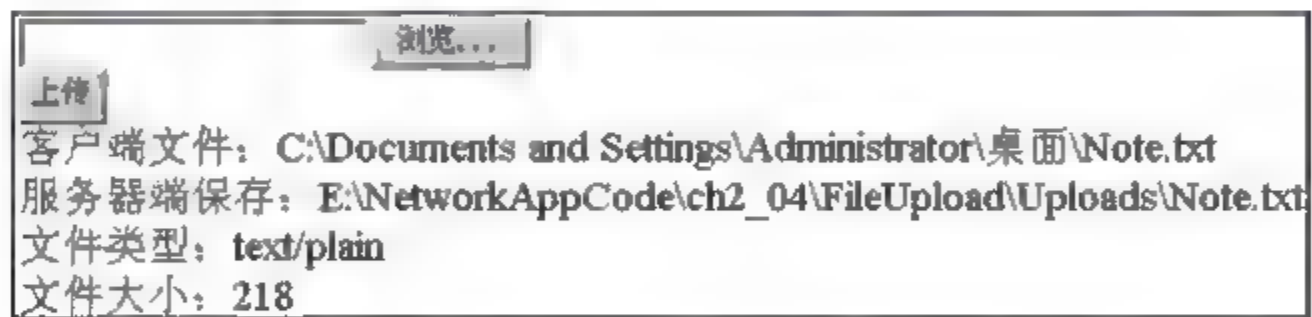 浏览...
上传
客户端文件：C:\Documents and Settings\Administrator\桌面\Note.txt
服务器端保存：E:\NetworkAppCode\ch2_04\FileUpload\Uploads\Note.txt
文件类型：text/plain
文件大小：218